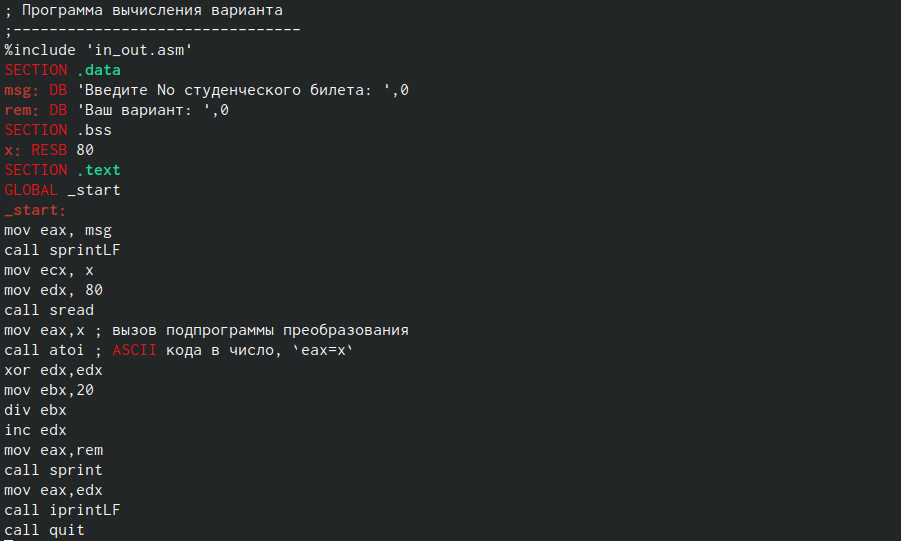 ; Программа вычисления варианта
;--------------------------------
%include 'in_out.asm'
SECTION .data
msg: DB 'Введите No студенческого билета: ',0
rem: DB 'Ваш вариант: ',0
SECTION .bss
x: RESB 80
SECTION .text
GLOBAL _start
_start:
mov eax, msg
call sprintLF
mov ecx, x
mov edx, 80
call sread
mov eax,x ; вызов подпрограммы преобразования
call atoi ; ASCII кода в число, `eax=x`
xor edx,edx
mov ebx,20
div ebx
inc edx
mov eax,rem
call sprint
mov eax,edx
call iprintLF
call quit